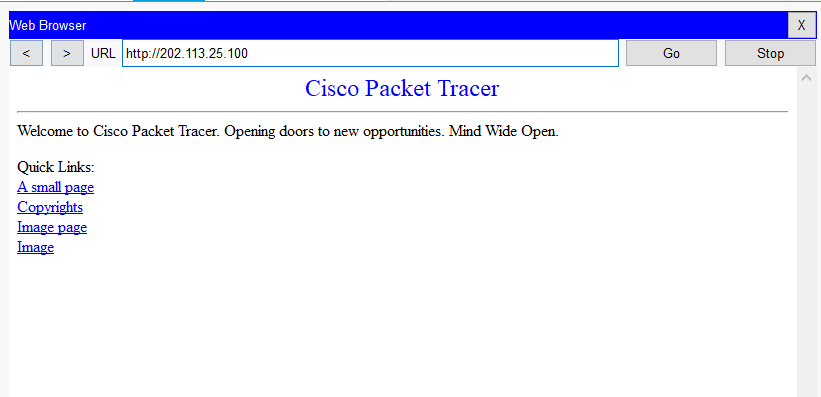 Web Browser X
< > URL http://202.113.25.100 Go Stop
Cisco Packet Tracer
Welcome to Cisco Packet Tracer. Opening doors to new opportunities. Mind Wide Open.
Quick Links:
A small page
Copyrights
Image page
Image